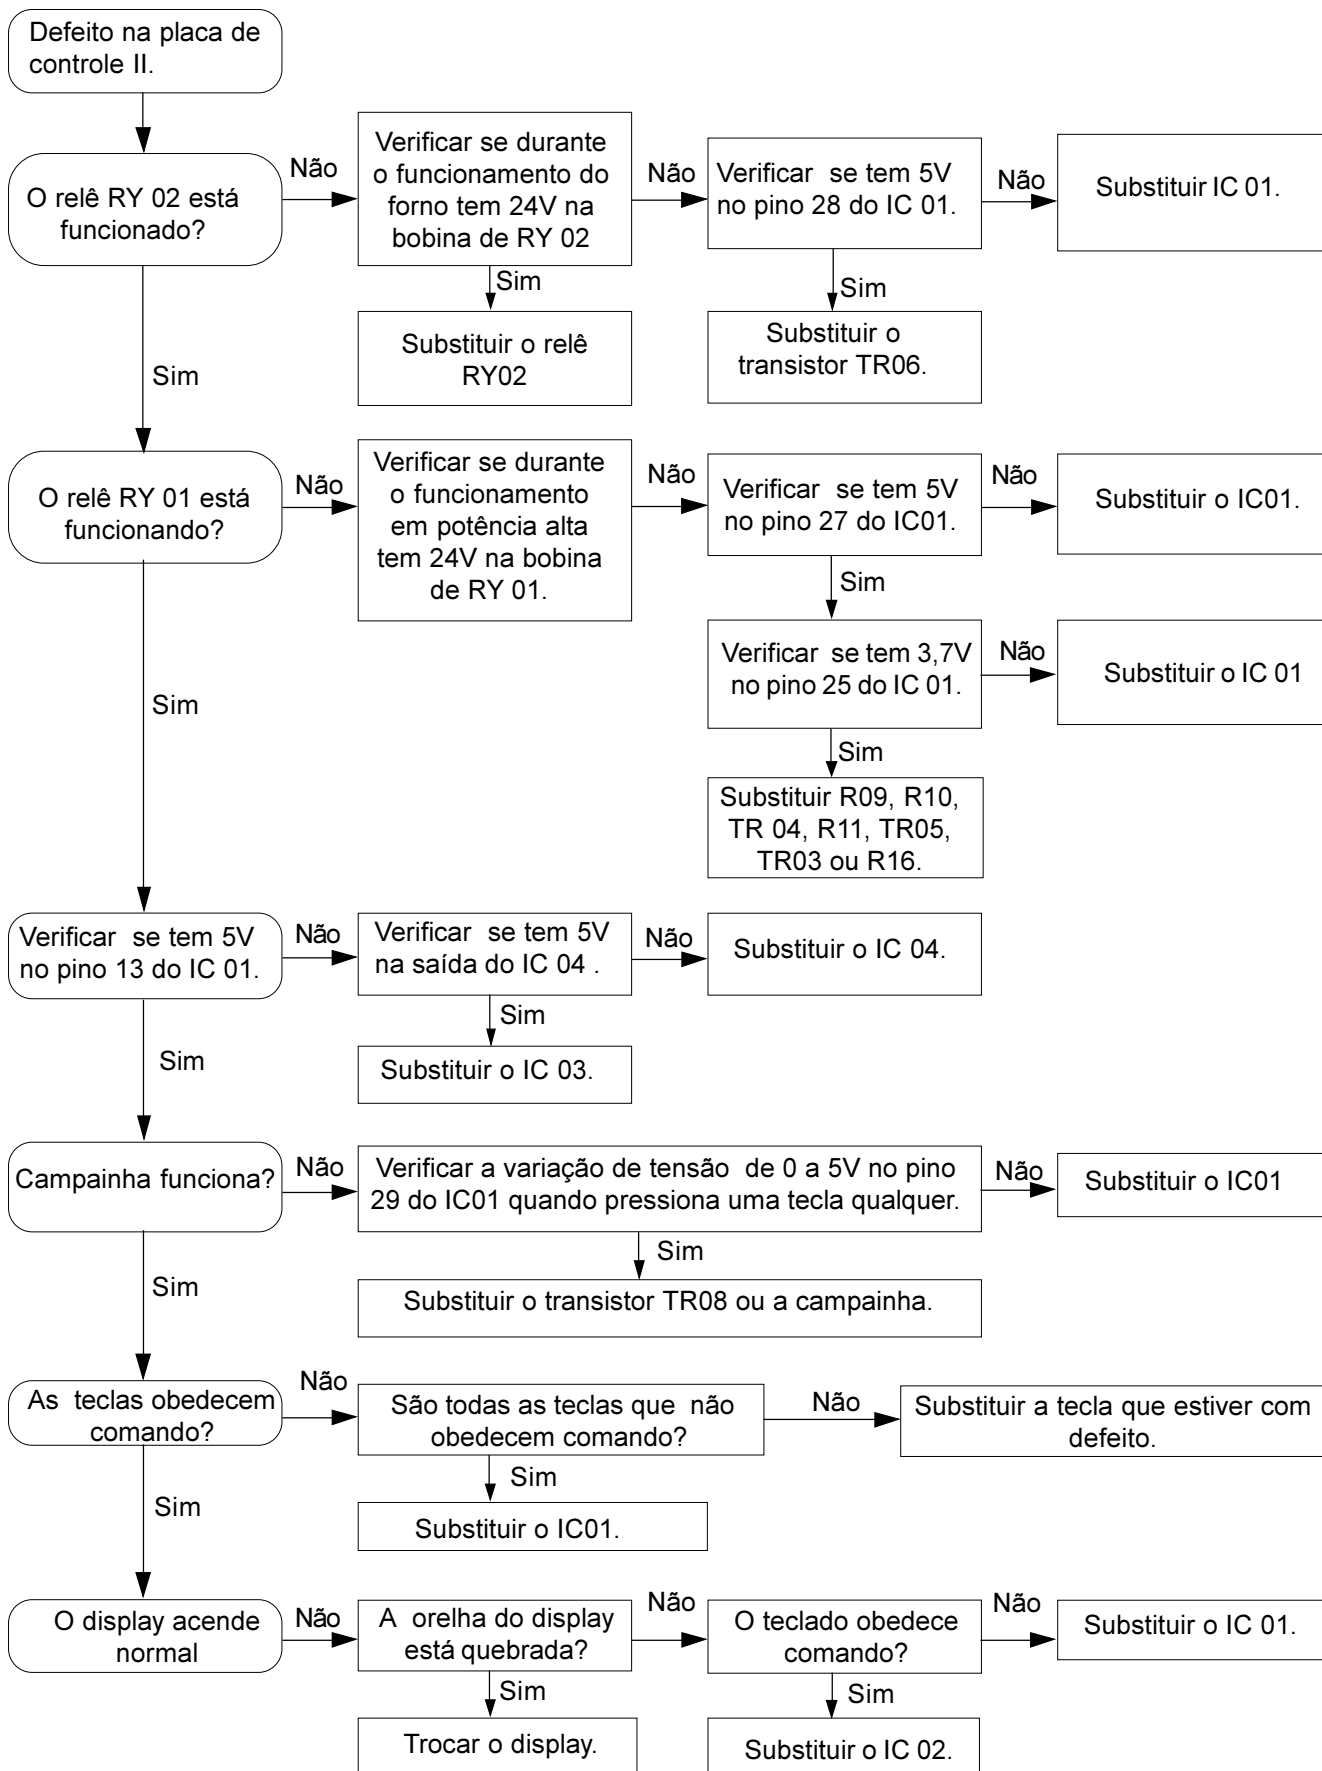 Defeito na placa de
controle II.
O relê RY 02 está
funcionado?
Não
Verificar se durante
o funcionamento do
forno tem 24V na
bobina de RY 02
Não
Verificar se tem 5V
no pino 28 do IC 01.
Não
Substituir IC 01.
Sim
Substituir o relê
RY02
Sim
Substituir o
transistor TR06.
Sim
O relê RY 01 está
funcionando?
Não
Verificar se durante
o funcionamento
em potência alta
tem 24V na bobina
de RY 01.
Não
Verificar se tem 5V
no pino 27 do IC01.
Não
Substituir o IC01.
Sim
Verificar se tem 3,7V
no pino 25 do IC 01.
Não
Substituir o IC 01
Sim
Substituir R09, R10,
TR 04, R11, TR05,
TR03 ou R16.
Sim
Verificar se tem 5V
no pino 13 do IC 01.
Não
Verificar se tem 5V
na saída do IC 04 .
Não
Substituir o IC 04.
Sim
Substituir o IC 03.
Sim
Campainha funciona?
Não
Verificar a variação de tensão de 0 a 5V no pino
29 do IC01 quando pressiona uma tecla qualquer.
Não
Substituir o IC01
Sim
Substituir o transistor TR08 ou a campainha.
Sim
As teclas obedecem
comando?
Não
São todas as teclas que não
obedecem comando?
Não
Substituir a tecla que estiver com
defeito.
Sim
Substituir o IC01.
Sim
O display acende
normal
Não
A orelha do display
está quebrada?
Não
O teclado obedece
comando?
Não
Substituir o IC 01.
Sim
Trocar o display.
Sim
Substituir o IC 02.